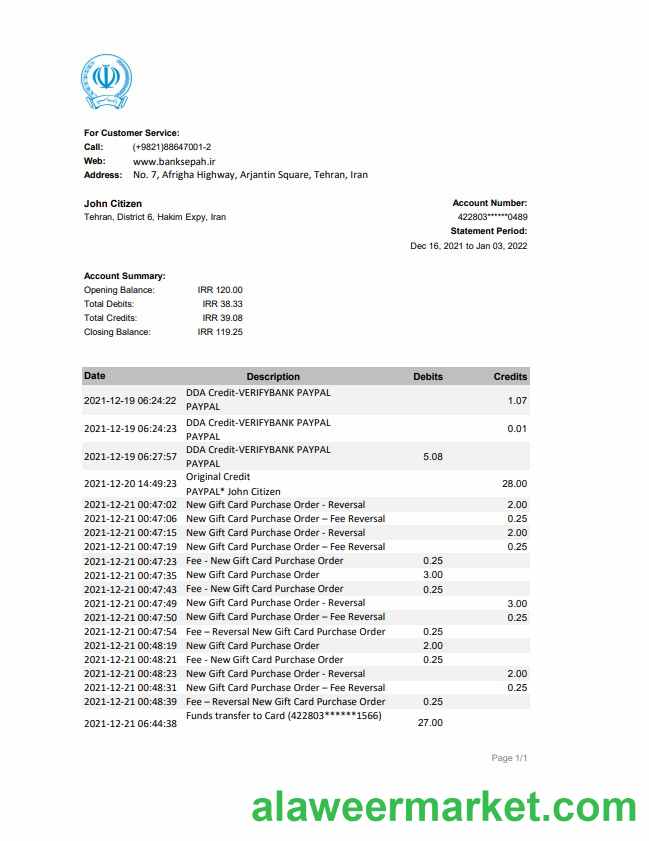 For Customer Service:
Call: (+9821)88647001-2
Web: www.banksepah.ir
Address: No. 7, Afrigha Highway, Arjantin Square, Tehran, Iran
John Citizen
Tehran, District 6, Hakim Expy, Iran
Account Number:
422803******0489
Statement Period:
Dec 16, 2021 to Jan 03, 2022
Account Summary:
Opening Balance: IRR 120.00
Total Debits: IRR 38.33
Total Credits: IRR 39.08
Closing Balance: IRR 119.25
Date Description Debits Credits
2021-12-19 06:24:22 DDA Credit-VERIFYBANK PAYPAL 1.07
PAYPAL
2021-12-19 06:24:23 DDA Credit-VERIFYBANK PAYPAL 0.01
PAYPAL
2021-12-19 06:27:57 DDA Credit-VERIFYBANK PAYPAL 5.08
PAYPAL
2021-12-20 14:49:23 Original Credit 28.00
PAYPAL* John Citizen
2021-12-21 00:47:02 New Gift Card Purchase Order - Reversal 2.00
2021-12-21 00:47:06 New Gift Card Purchase Order – Fee Reversal 0.25
2021-12-21 00:47:15 New Gift Card Purchase Order - Reversal 2.00
2021-12-21 00:47:19 New Gift Card Purchase Order – Fee Reversal 0.25
2021-12-21 00:47:23 Fee - New Gift Card Purchase Order 0.25
2021-12-21 00:47:35 New Gift Card Purchase Order 3.00
2021-12-21 00:47:43 Fee - New Gift Card Purchase Order 0.25
2021-12-21 00:47:49 New Gift Card Purchase Order - Reversal 3.00
2021-12-21 00:47:50 New Gift Card Purchase Order – Fee Reversal 0.25
2021-12-21 00:47:54 Fee – Reversal New Gift Card Purchase Order 0.25
2021-12-21 00:48:19 New Gift Card Purchase Order 2.00
2021-12-21 00:48:21 Fee - New Gift Card Purchase Order 0.25
2021-12-21 00:48:23 New Gift Card Purchase Order - Reversal 2.00
2021-12-21 00:48:31 New Gift Card Purchase Order – Fee Reversal 0.25
2021-12-21 00:48:39 Fee – Reversal New Gift Card Purchase Order 0.25
2021-12-21 06:44:38 Funds transfer to Card (422803******1566) 27.00
Page 1/1
alaweermarket.com